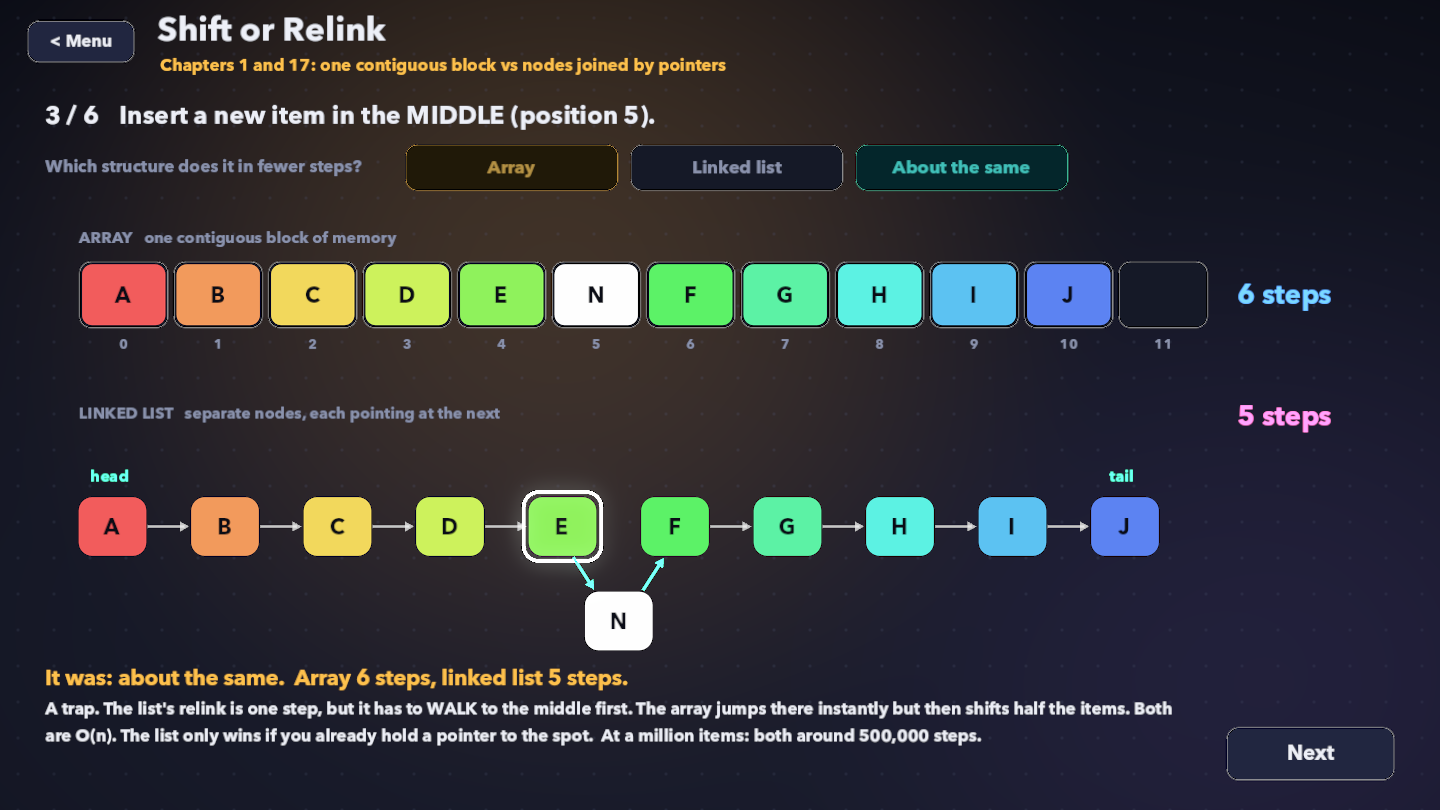 < Menu
Shift or Relink
Chapters 1 and 17: one contiguous block vs nodes joined by pointers
3 / 6 Insert a new item in the MIDDLE (position 5).
Which structure does it in fewer steps? Array Linked list About the same
ARRAY one contiguous block of memory
A B C D E N F G H I J 6 steps
0 1 2 3 4 5 6 7 8 9 10 11
LINKED LIST separate nodes, each pointing at the next 5 steps
head tail
A B C D E F G H I J
N
It was: about the same. Array 6 steps, linked list 5 steps.
A trap. The list's relink is one step, but it has to WALK to the middle first. The array jumps there instantly but then shifts half the items. Both
are O(n). The list only wins if you already hold a pointer to the spot. At a million items: both around 500,000 steps.
Next